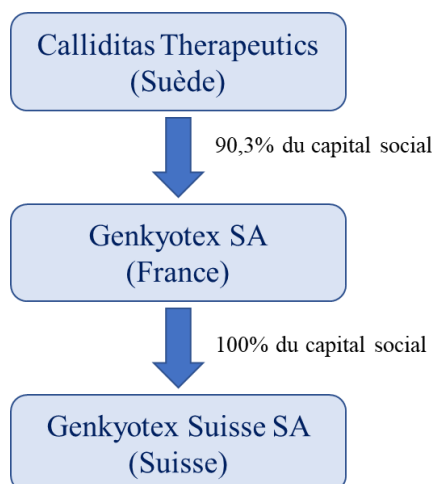 Calliditas Therapeutics
(Suède)
90,3% du capital social
Genkyotex SA
(France)
100% du capital social
Genkyotex Suisse SA
(Suisse)